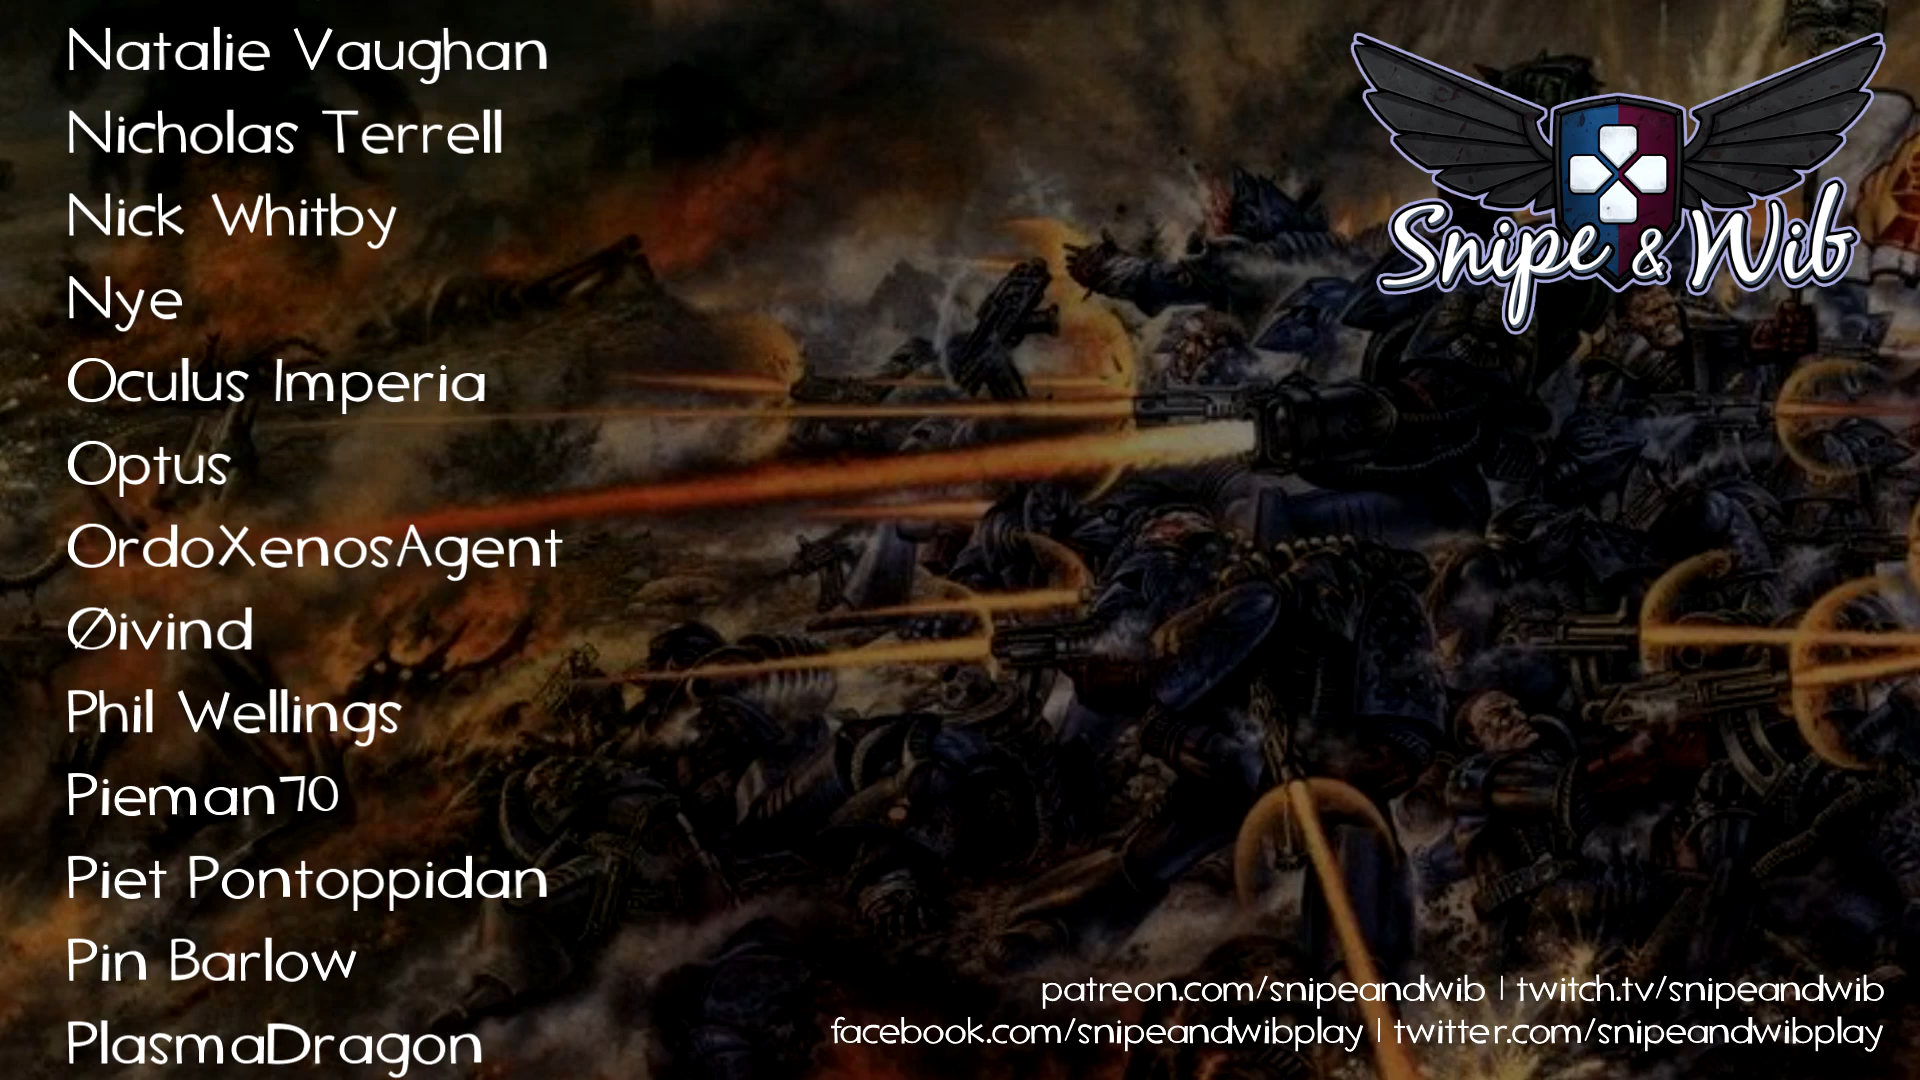 Natalie Vaughan
Nicholas Terrell
Nick Whitby
Nye
Oculus Imperia
Optus
OrdoXenosAgent
Øivind
Phil Wellings
Pieman70
Piet Pontoppidan
Pin Barlow
PlasmaDragon
Snipe & Wib
patreon.com/snipeandwib | twitch.tv/snipeandwib
facebook.com/snipeandwibplay | twitter.com/snipeandwibplay